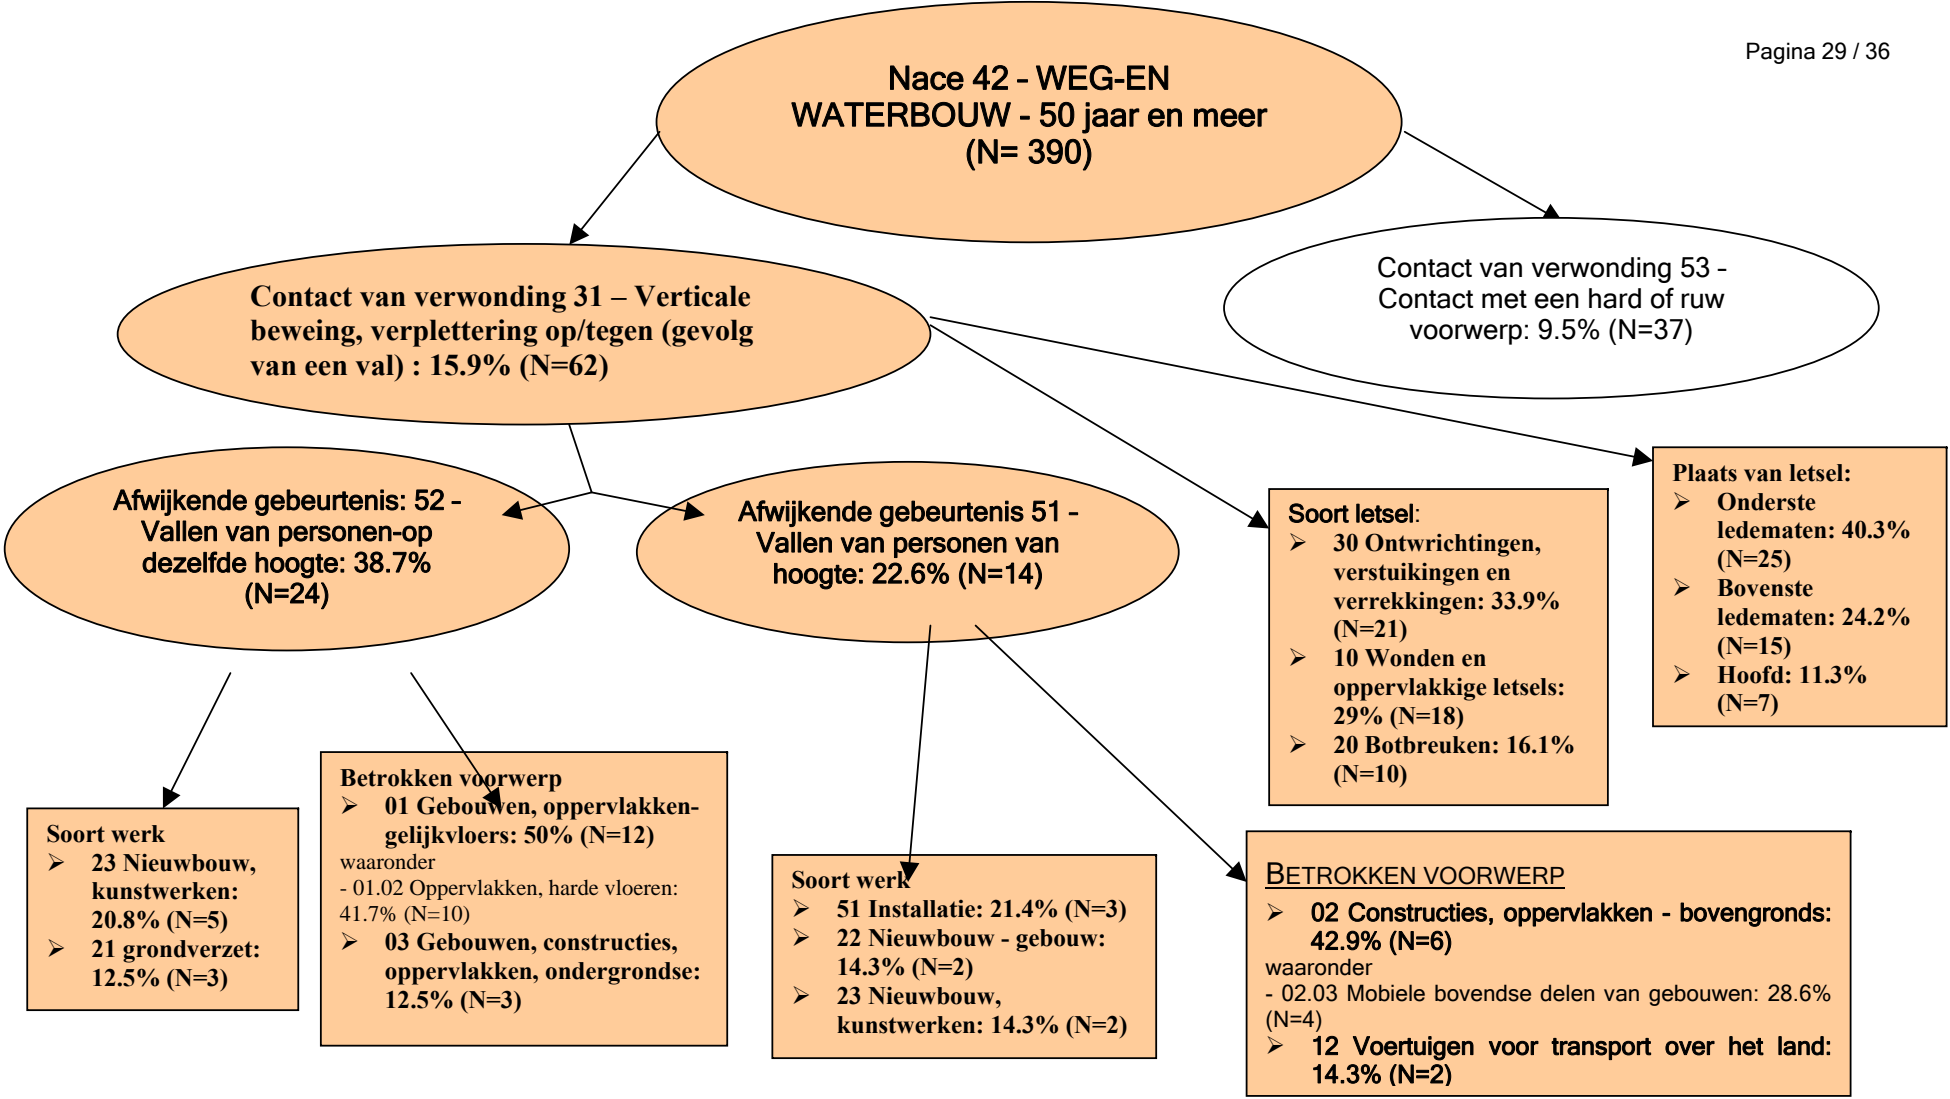 Pagina 29 / 36
Nace 42 - WEG-EN
WATERBOUW - 50 jaar en meer
(N= 390)
Contact van verwonding 31 – Verticale
beweing, verplettering op/tegen (gevolg
van een val) : 15.9% (N=62)
Contact van verwonding 53 –
Contact met een hard of ruw
voorwerp: 9.5% (N=37)
Afwijkende gebeurtenis: 52 –
Vallen van personen-op
dezelfde hoogte: 38.7%
(N=24)
Afwijkende gebeurtenis 51 –
Vallen van personen van
hoogte: 22.6% (N=14)
Soort letsel:
➢ 30 Ontwrichtingen,
verstuikingen en
verrekkingen: 33.9%
(N=21)
➢ 10 Wonden en
oppervlakkige letsels:
29% (N=18)
➢ 20 Botbreuken: 16.1%
(N=10)
Plaats van letsel:
➢ Onderste
ledematen: 40.3%
(N=25)
➢ Bovenste
ledematen: 24.2%
(N=15)
➢ Hoofd: 11.3%
(N=7)
Soort werk
➢ 23 Nieuwbouw,
kunstwerken:
20.8% (N=5)
➢ 21 grondverzet:
12.5% (N=3)
Betrokken voorwerp
➢ 01 Gebouwen, oppervlakken-
gelijkvloers: 50% (N=12)
waaronder
- 01.02 Oppervlakken, harde vloeren:
41.7% (N=10)
➢ 03 Gebouwen, constructies,
oppervlakken, ondergrondse:
12.5% (N=3)
Soort werk
➢ 51 Installatie: 21.4% (N=3)
➢ 22 Nieuwbouw - gebouw:
14.3% (N=2)
➢ 23 Nieuwbouw,
kunstwerken: 14.3% (N=2)
BETROKKEN VOORWERP
➢ 02 Constructies, oppervlakken - bovengronds:
42.9% (N=6)
waaronder
- 02.03 Mobiele bovendse delen van gebouwen: 28.6%
(N=4)
➢ 12 Voertuigen voor transport over het land:
14.3% (N=2)